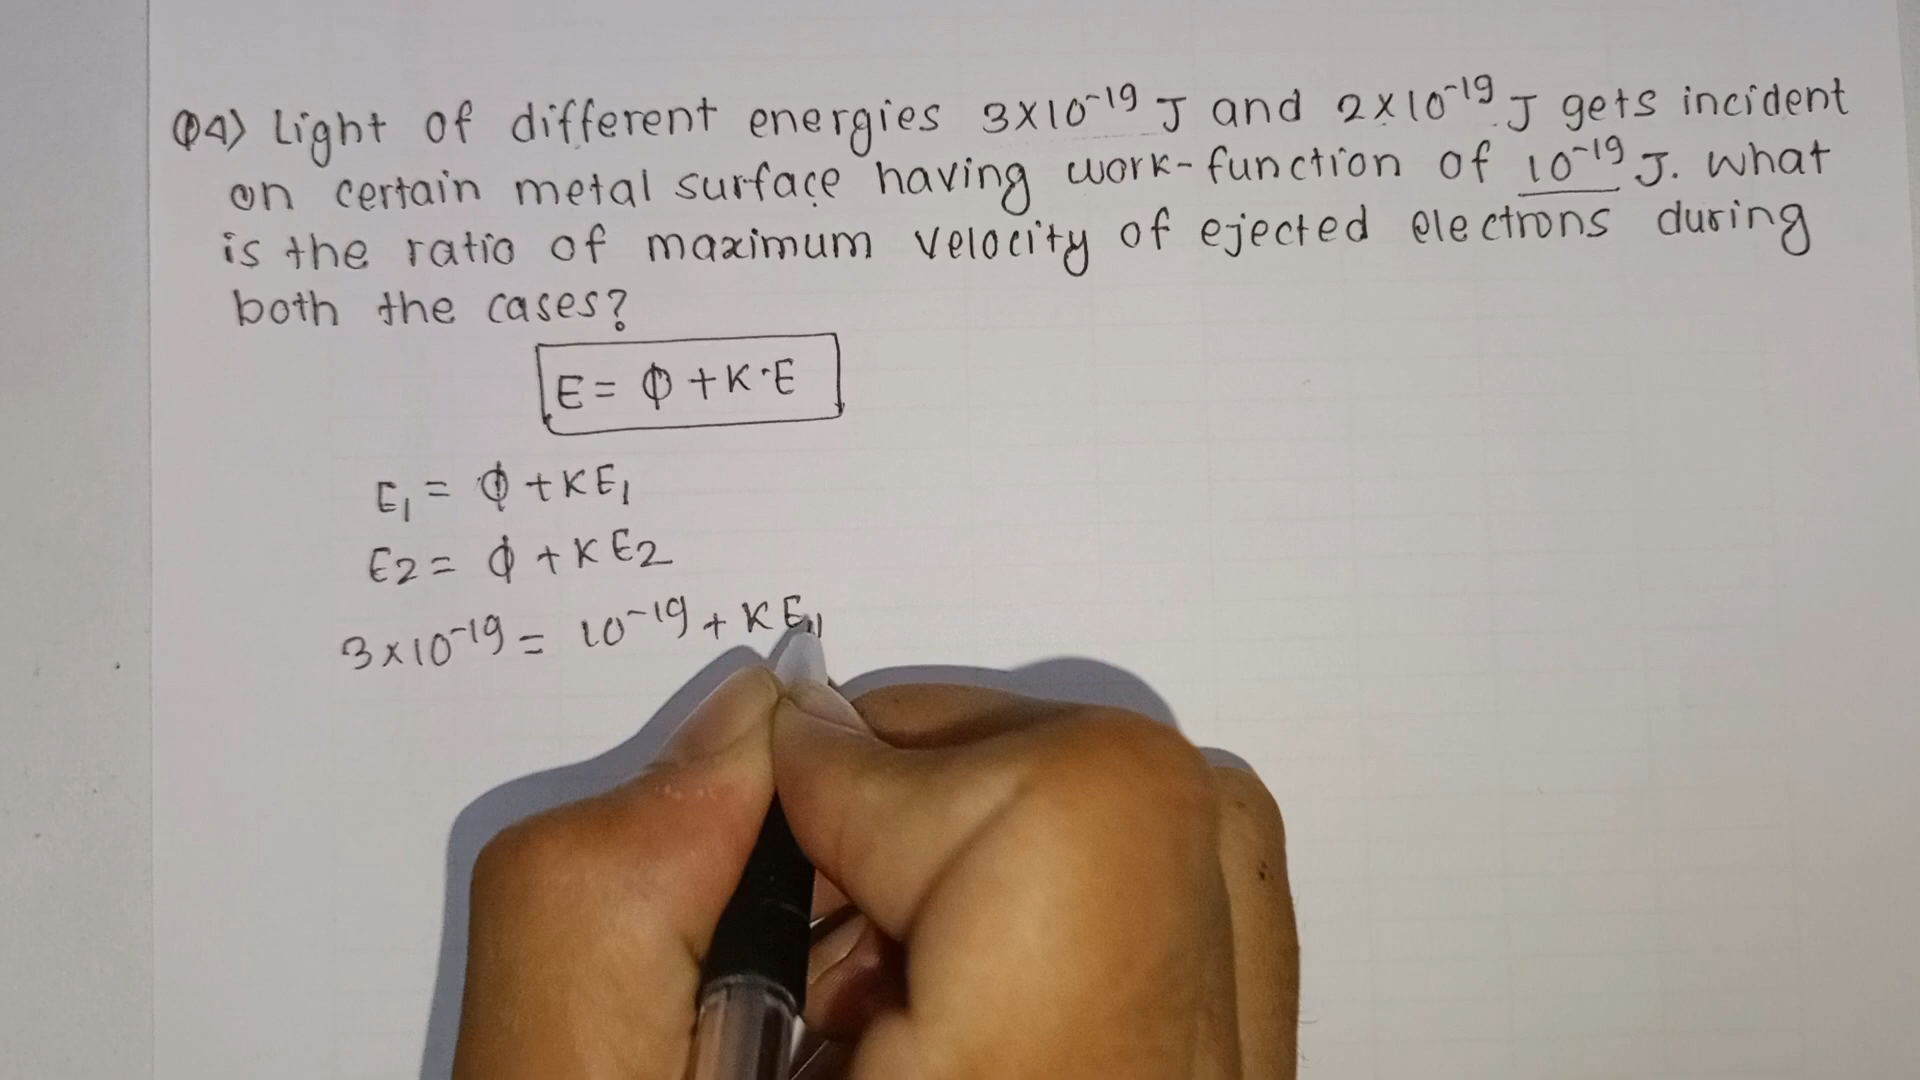 Q4) Light of different energies 3×10⁻¹⁹ J and 2×10⁻¹⁹ J gets incident
on certain metal surface having work-function of 10⁻¹⁹ J. What
is the ratio of maximum velocity of ejected electrons during
both the cases?
E = Φ + K·E
E₁ = Φ + KE₁
E2 = Φ + KE2
3×10⁻¹⁹ = 10⁻¹⁹ + KE₁